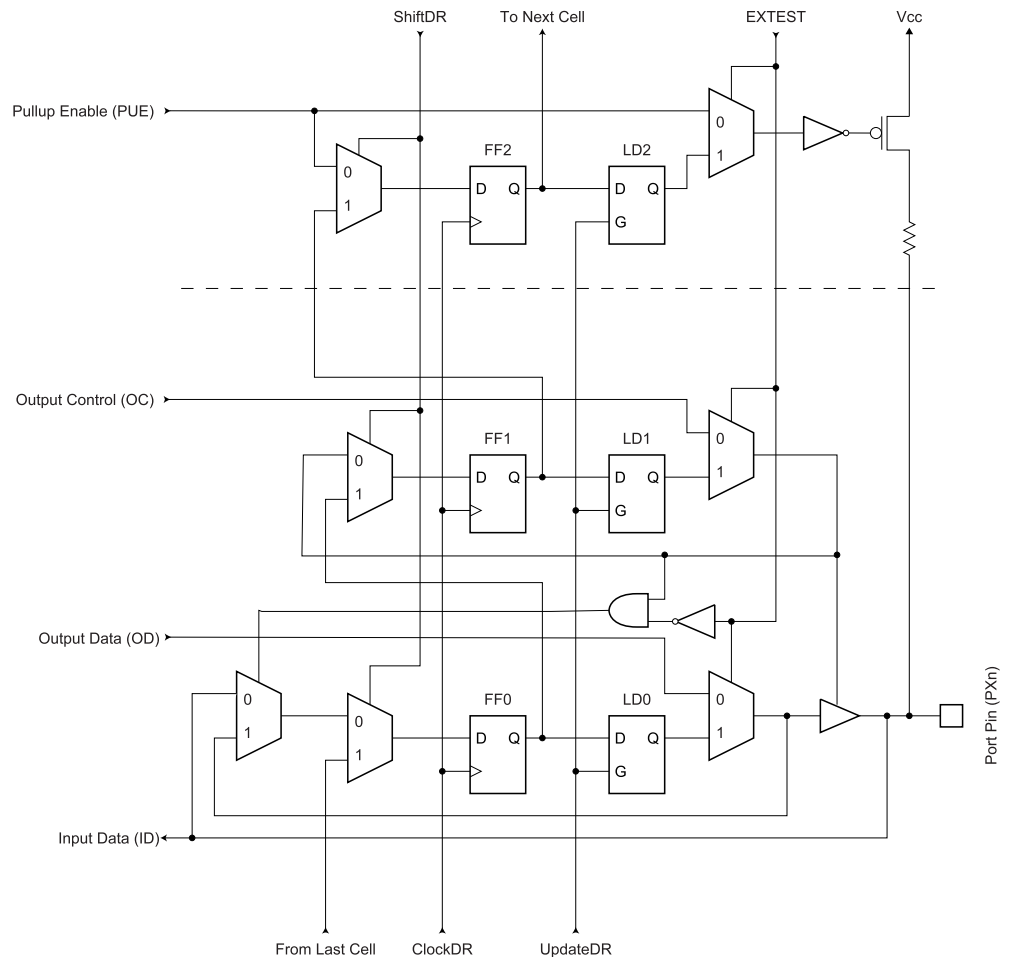 ShiftDR To Next Cell EXTEST Vcc
Pullup Enable (PUE)
0
1
FF2
D Q
LD2
D Q
G
0
1
Output Control (OC)
0
1
FF1
D Q
LD1
D Q
G
0
1
Output Data (OD)
0
1
0
1
FF0
D Q
LD0
D Q
G
0
1
Port Pin (PXn)
Input Data (ID)
From Last Cell ClockDR UpdateDR